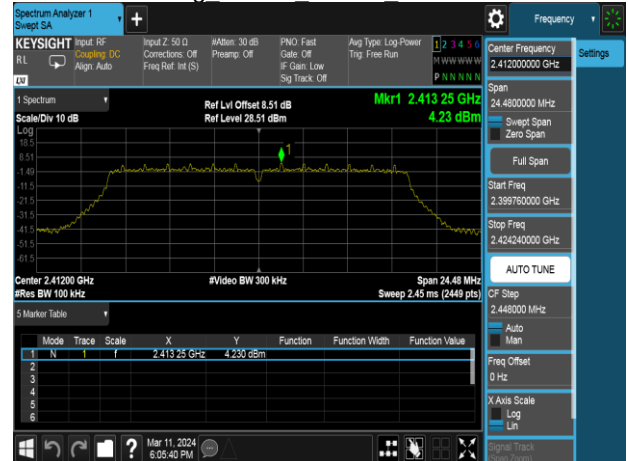 Spectrum Analyzer 1
Swept SA
Frequency
KEYSIGHT
RL
LXI
Input: RF
Coupling: DC
Align: Auto
Input Z: 50 Ω
Corrections: Off
Freq Ref: Int (S)
#Atten: 30 dB
Preamp: Off
PNO: Fast
Gate: Off
IF Gain: Low
Sig Track: Off
Avg Type: Log-Power
Trig: Free Run
1 2 3 4 5 6
M W W W W W
P N N N N N
1 Spectrum
Scale/Div 10 dB
Ref Lvl Offset 8.51 dB
Ref Level 28.51 dBm
Mkr1 2.413 25 GHz
4.23 dBm
Log
18.5
8.51
-1.49
-11.5
-21.5
-31.5
-41.5
-51.5
-61.5
1
Center 2.41200 GHz
#Video BW 300 kHz
Span 24.48 MHz
#Res BW 100 kHz
Sweep 2.45 ms (2449 pts)
5 Marker Table
Mode Trace Scale X Y Function Function Width Function Value
1 N 1 f 2.413 25 GHz 4.230 dBm
2
3
4
5
6
Mar 11, 2024
6:05:40 PM
Center Frequency
2.412000000 GHz
Settings
Span
24.4800000 MHz
Swept Span
Zero Span
Full Span
Start Freq
2.399760000 GHz
Stop Freq
2.424240000 GHz
AUTO TUNE
CF Step
2.448000 MHz
Auto
Man
Freq Offset
0 Hz
X Axis Scale
Log
Lin
Signal Track
(Span Zoom)